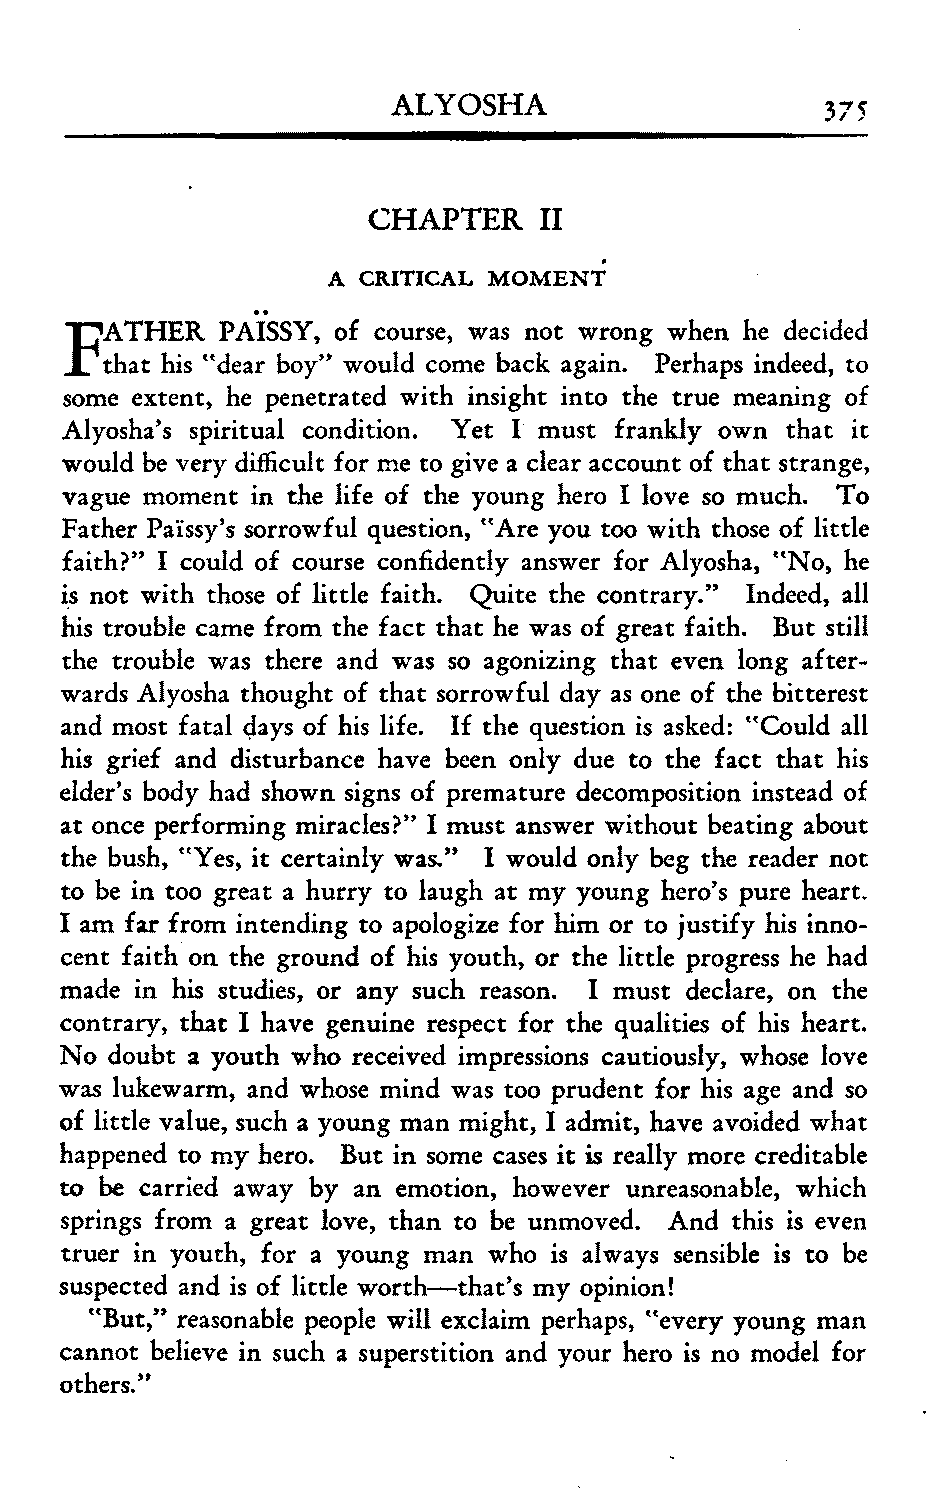 ALYOSHA 375
CHAPTER II
A CRITICAL MOMENT
FATHER PAÏSSY, of course, was not wrong when he decided
that his "dear boy" would come back again. Perhaps indeed, to
some extent, he penetrated with insight into the true meaning of
Alyosha's spiritual condition. Yet I must frankly own that it
would be very difficult for me to give a clear account of that strange,
vague moment in the life of the young hero I love so much. To
Father Païssy's sorrowful question, "Are you too with those of little
faith?" I could of course confidently answer for Alyosha, "No, he
is not with those of little faith. Quite the contrary." Indeed, all
his trouble came from the fact that he was of great faith. But still
the trouble was there and was so agonizing that even long after-
wards Alyosha thought of that sorrowful day as one of the bitterest
and most fatal days of his life. If the question is asked: "Could all
his grief and disturbance have been only due to the fact that his
elder's body had shown signs of premature decomposition instead of
at once performing miracles?" I must answer without beating about
the bush, "Yes, it certainly was." I would only beg the reader not
to be in too great a hurry to laugh at my young hero's pure heart.
I am far from intending to apologize for him or to justify his inno-
cent faith on the ground of his youth, or the little progress he had
made in his studies, or any such reason. I must declare, on the
contrary, that I have genuine respect for the qualities of his heart.
No doubt a youth who received impressions cautiously, whose love
was lukewarm, and whose mind was too prudent for his age and so
of little value, such a young man might, I admit, have avoided what
happened to my hero. But in some cases it is really more creditable
to be carried away by an emotion, however unreasonable, which
springs from a great love, than to be unmoved. And this is even
truer in youth, for a young man who is always sensible is to be
suspected and is of little worth—that's my opinion!
"But," reasonable people will exclaim perhaps, "every young man
cannot believe in such a superstition and your hero is no model for
others."